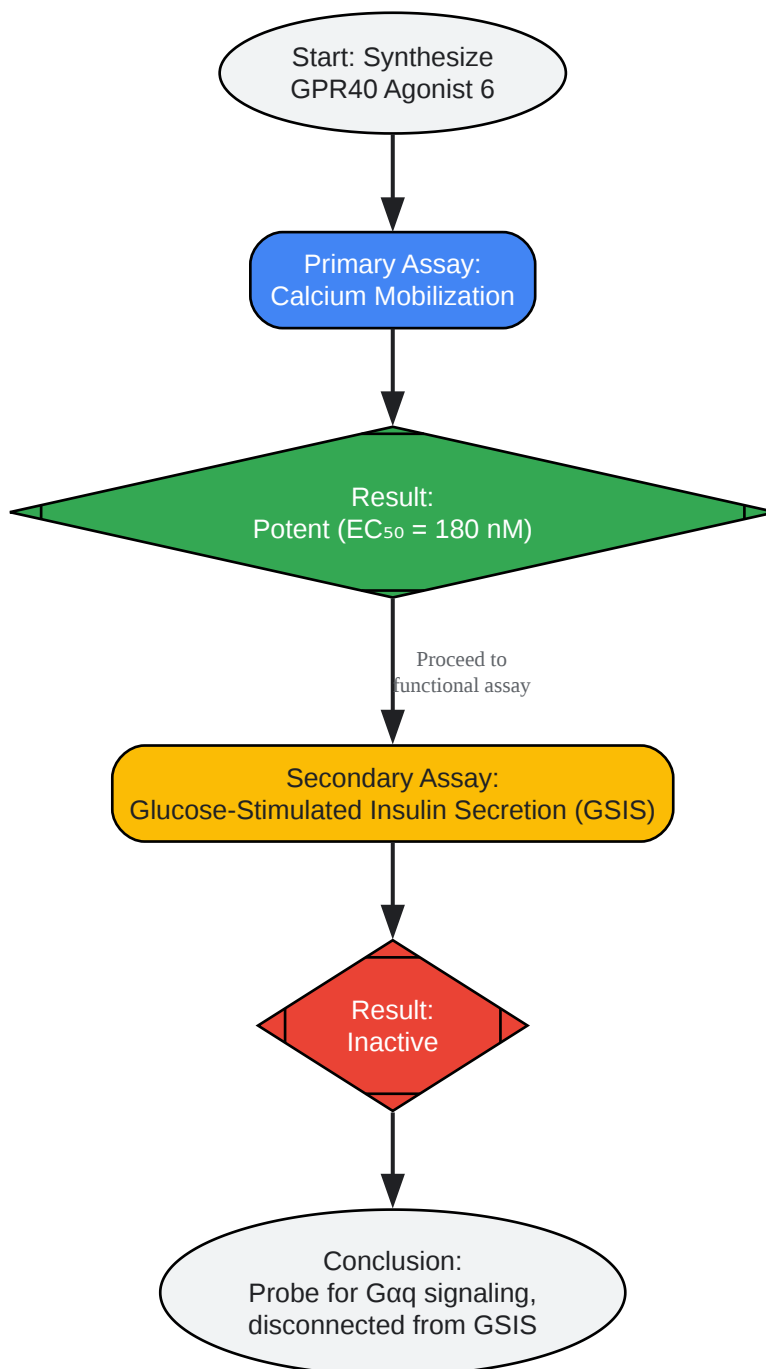 Start: Synthesize
GPR40 Agonist 6
Primary Assay:
Calcium Mobilization
Result:
Potent (EC₅₀ = 180 nM)
Proceed to
functional assay
Secondary Assay:
Glucose-Stimulated Insulin Secretion (GSIS)
Result:
Inactive
Conclusion:
Probe for Gαq signaling,
disconnected from GSIS